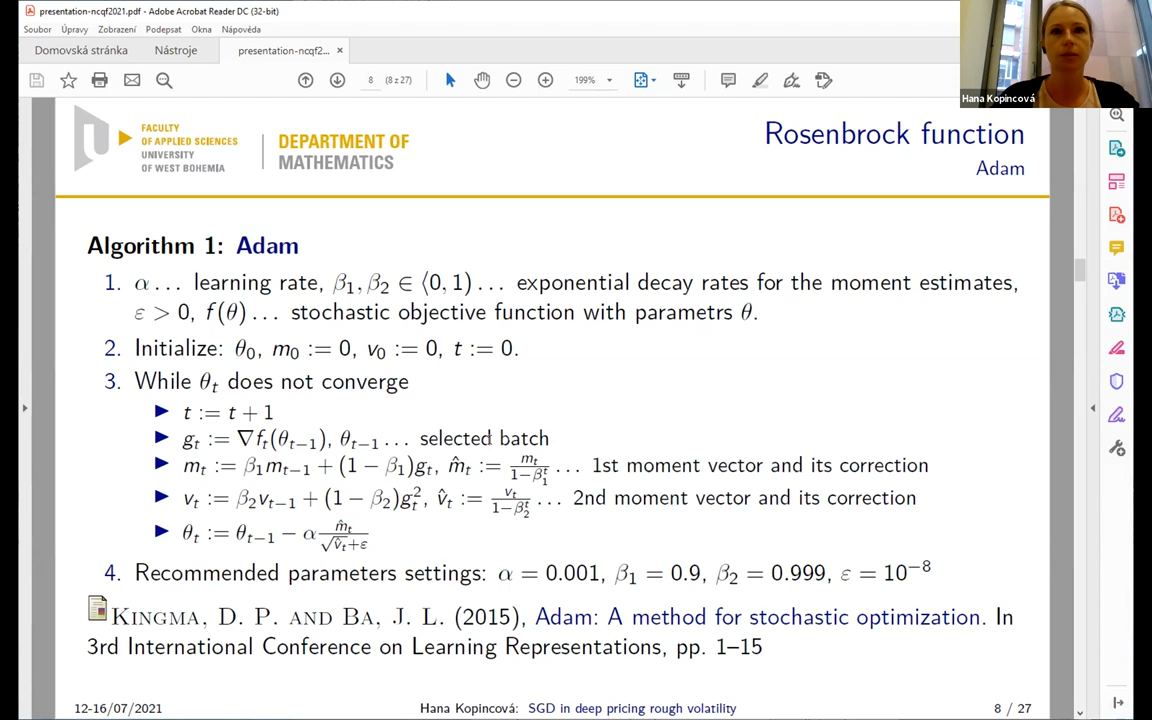 presentation-ncqf2021.pdf - Adobe Acrobat Reader DC (32-bit)
Soubor Úpravy Zobrazení Podepsat Okna Nápověda
Domovská stránka Nástroje presentation-ncqf2... ×
8 (8 z 27) 199%
Hana Kopincová
FACULTY
OF APPLIED SCIENCES
UNIVERSITY
OF WEST BOHEMIA
DEPARTMENT OF
MATHEMATICS
Rosenbrock function
Adam
Algorithm 1: Adam
1. α... learning rate, β₁, β₂ ∈ ⟨0, 1)... exponential decay rates for the moment estimates,
ε > 0, f(θ)... stochastic objective function with parametrs θ.
2. Initialize: θ₀, m₀ := 0, v₀ := 0, t := 0.
3. While θₜ does not converge
▶ t := t + 1
▶ gₜ := ∇fₜ(θₜ₋₁), θₜ₋₁... selected batch
▶ mₜ := β₁mₜ₋₁ + (1 − β₁)gₜ, m̂ₜ := mₜ/(1−β₁ᵗ) ... 1st moment vector and its correction
▶ vₜ := β₂vₜ₋₁ + (1 − β₂)gₜ², v̂ₜ := vₜ/(1−β₂ᵗ) ... 2nd moment vector and its correction
▶ θₜ := θₜ₋₁ − α m̂ₜ/(√v̂ₜ+ε)
4. Recommended parameters settings: α = 0.001, β₁ = 0.9, β₂ = 0.999, ε = 10⁻⁸
KINGMA, D. P. AND BA, J. L. (2015), Adam: A method for stochastic optimization. In
3rd International Conference on Learning Representations, pp. 1–15
12-16/07/2021 Hana Kopincová: SGD in deep pricing rough volatility 8 / 27